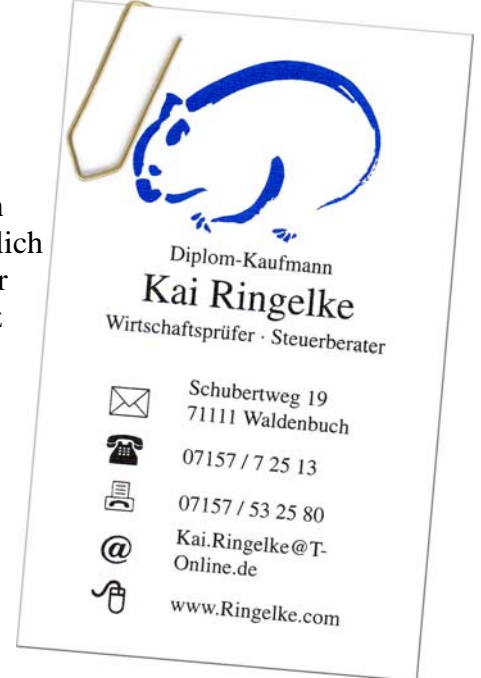 lich
Diplom-Kaufmann
Kai Ringelke
Wirtschaftsprüfer · Steuerberater
Schubertweg 19
71111 Waldenbuch
07157 / 7 25 13
07157 / 53 25 80
@
Kai.Ringelke@T-
Online.de
www.Ringelke.com